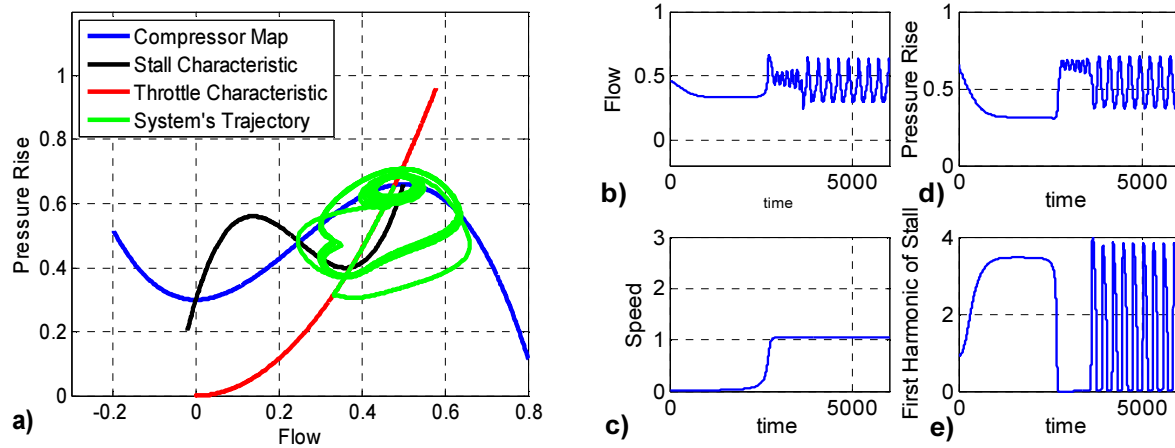 Compressor Map
Stall Characteristic
Throttle Characteristic
System's Trajectory
Pressure Rise
1
0.8
0.6
0.4
0.2
0
-0.2 0 0.2 0.4 0.6 0.8
Flow
a)
Flow
1
0.5
0
0 5000
time
b)
Pressure Rise
1
0.5
0
0 5000
time
d)
Speed
3
2
1
0
0 5000
time
c)
First Harmonic of Stall
4
2
0
0 5000
time
e)